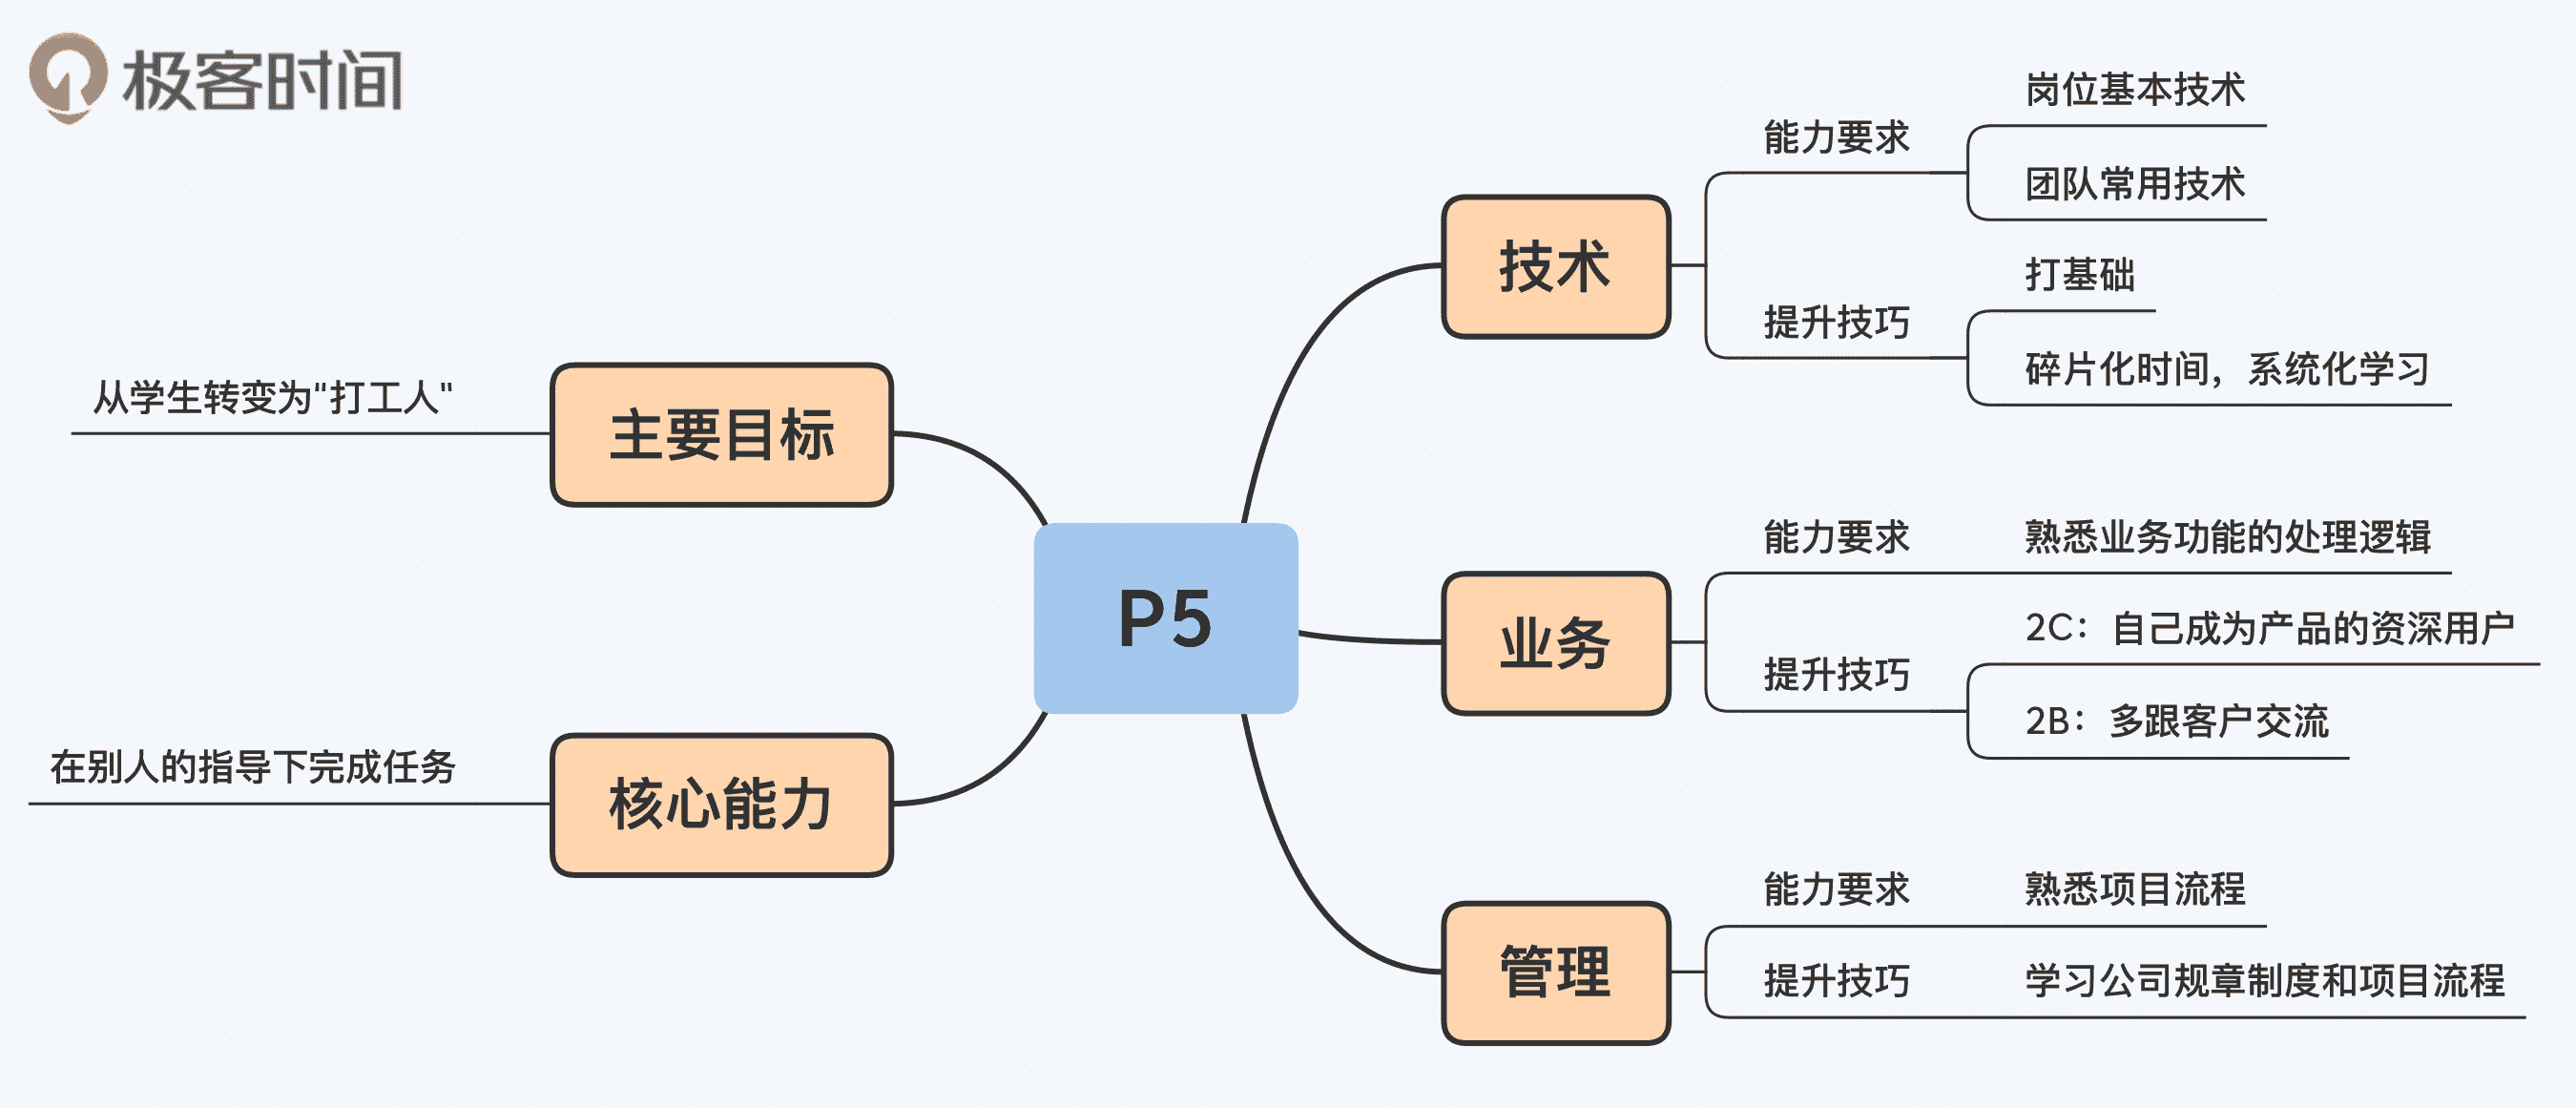 极客时间
P5
主要目标
从学生转变为"打工人"
核心能力
在别人的指导下完成任务
技术
能力要求
岗位基本技术
团队常用技术
提升技巧
打基础
碎片化时间，系统化学习
业务
能力要求
熟悉业务功能的处理逻辑
提升技巧
2C：自己成为产品的资深用户
2B：多跟客户交流
管理
能力要求
熟悉项目流程
提升技巧
学习公司规章制度和项目流程